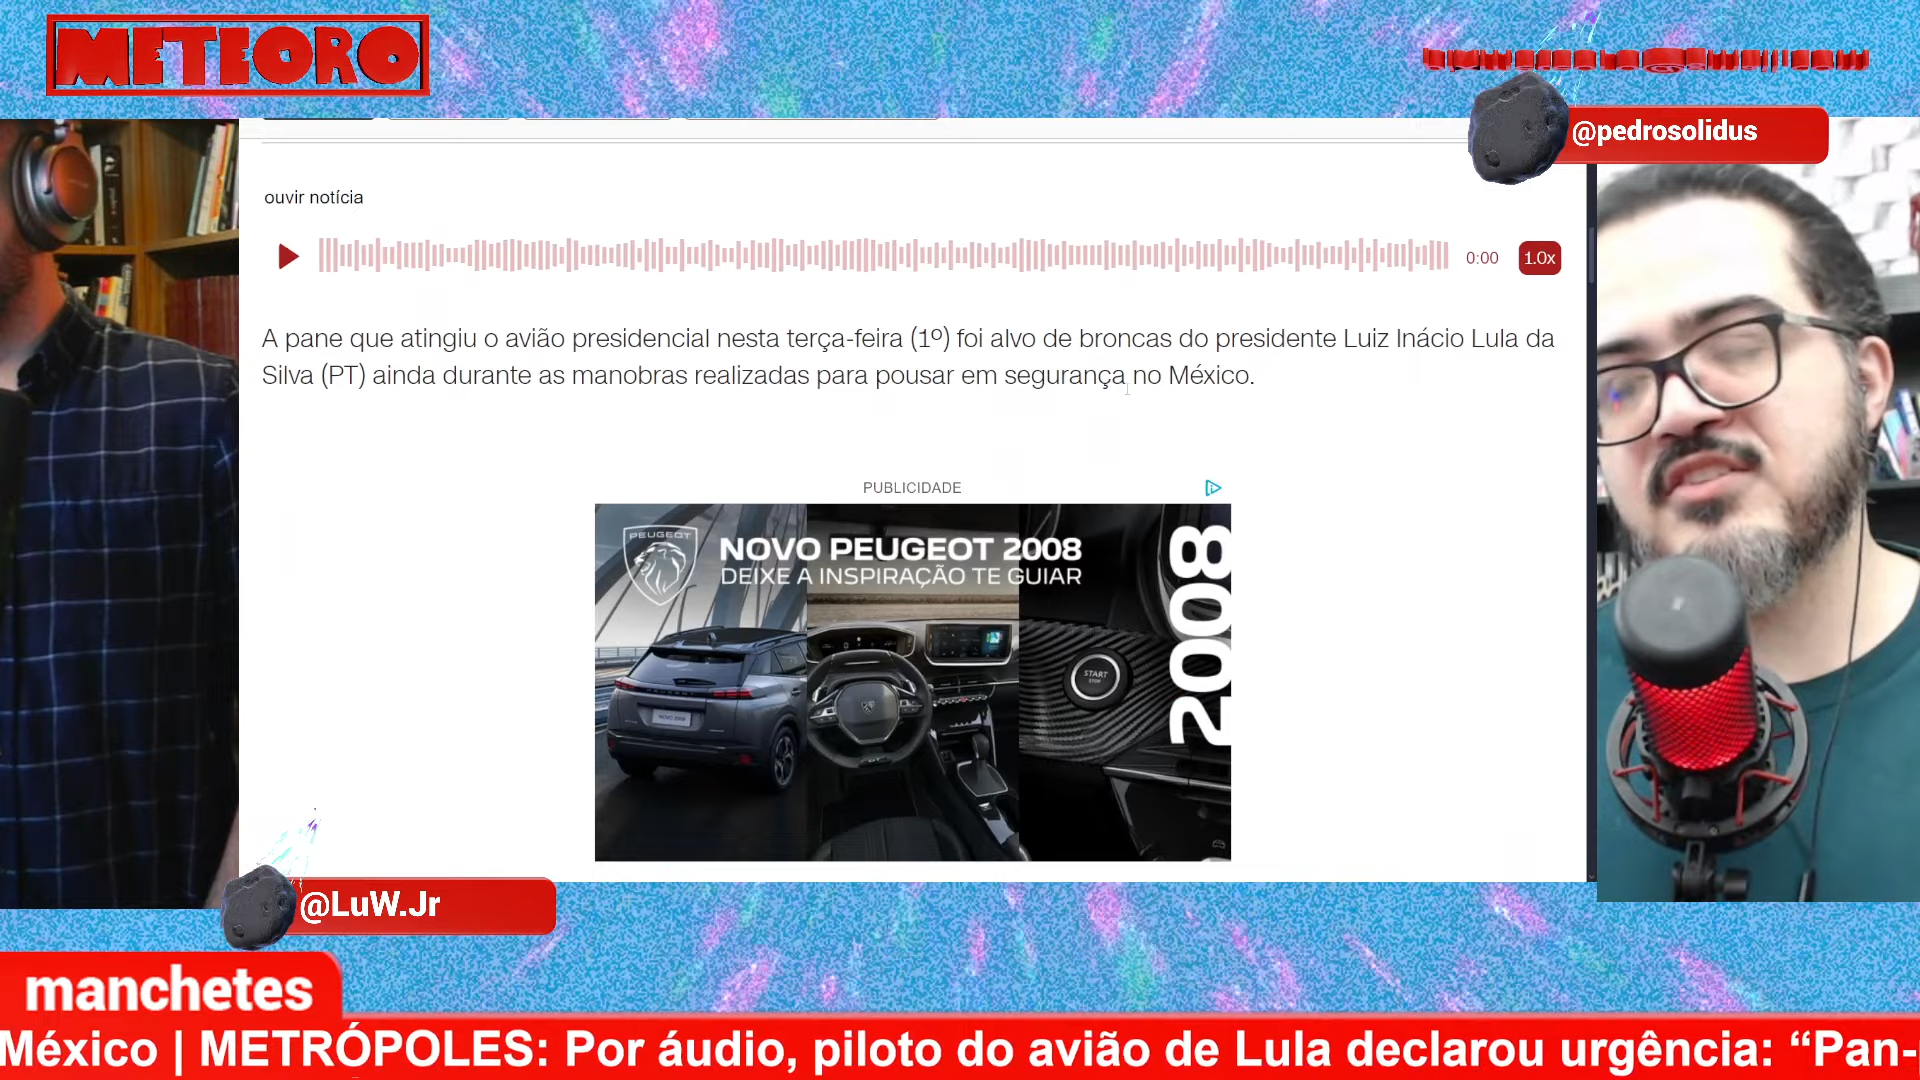 METEORO
@pedrosolidus
ouvir notícia
0:00
1.0x
A pane que atingiu o avião presidencial nesta terça-feira (1º) foi alvo de broncas do presidente Luiz Inácio Lula da
Silva (PT) ainda durante as manobras realizadas para pousar em segurança no México.
PUBLICIDADE
PEUGEOT
NOVO PEUGEOT 2008
DEIXE A INSPIRAÇÃO TE GUIAR
2008
START
STOP
NOVO 2008
@LuW.Jr
manchetes
México | METRÓPOLES: Por áudio, piloto do avião de Lula declarou urgência: “Pan-